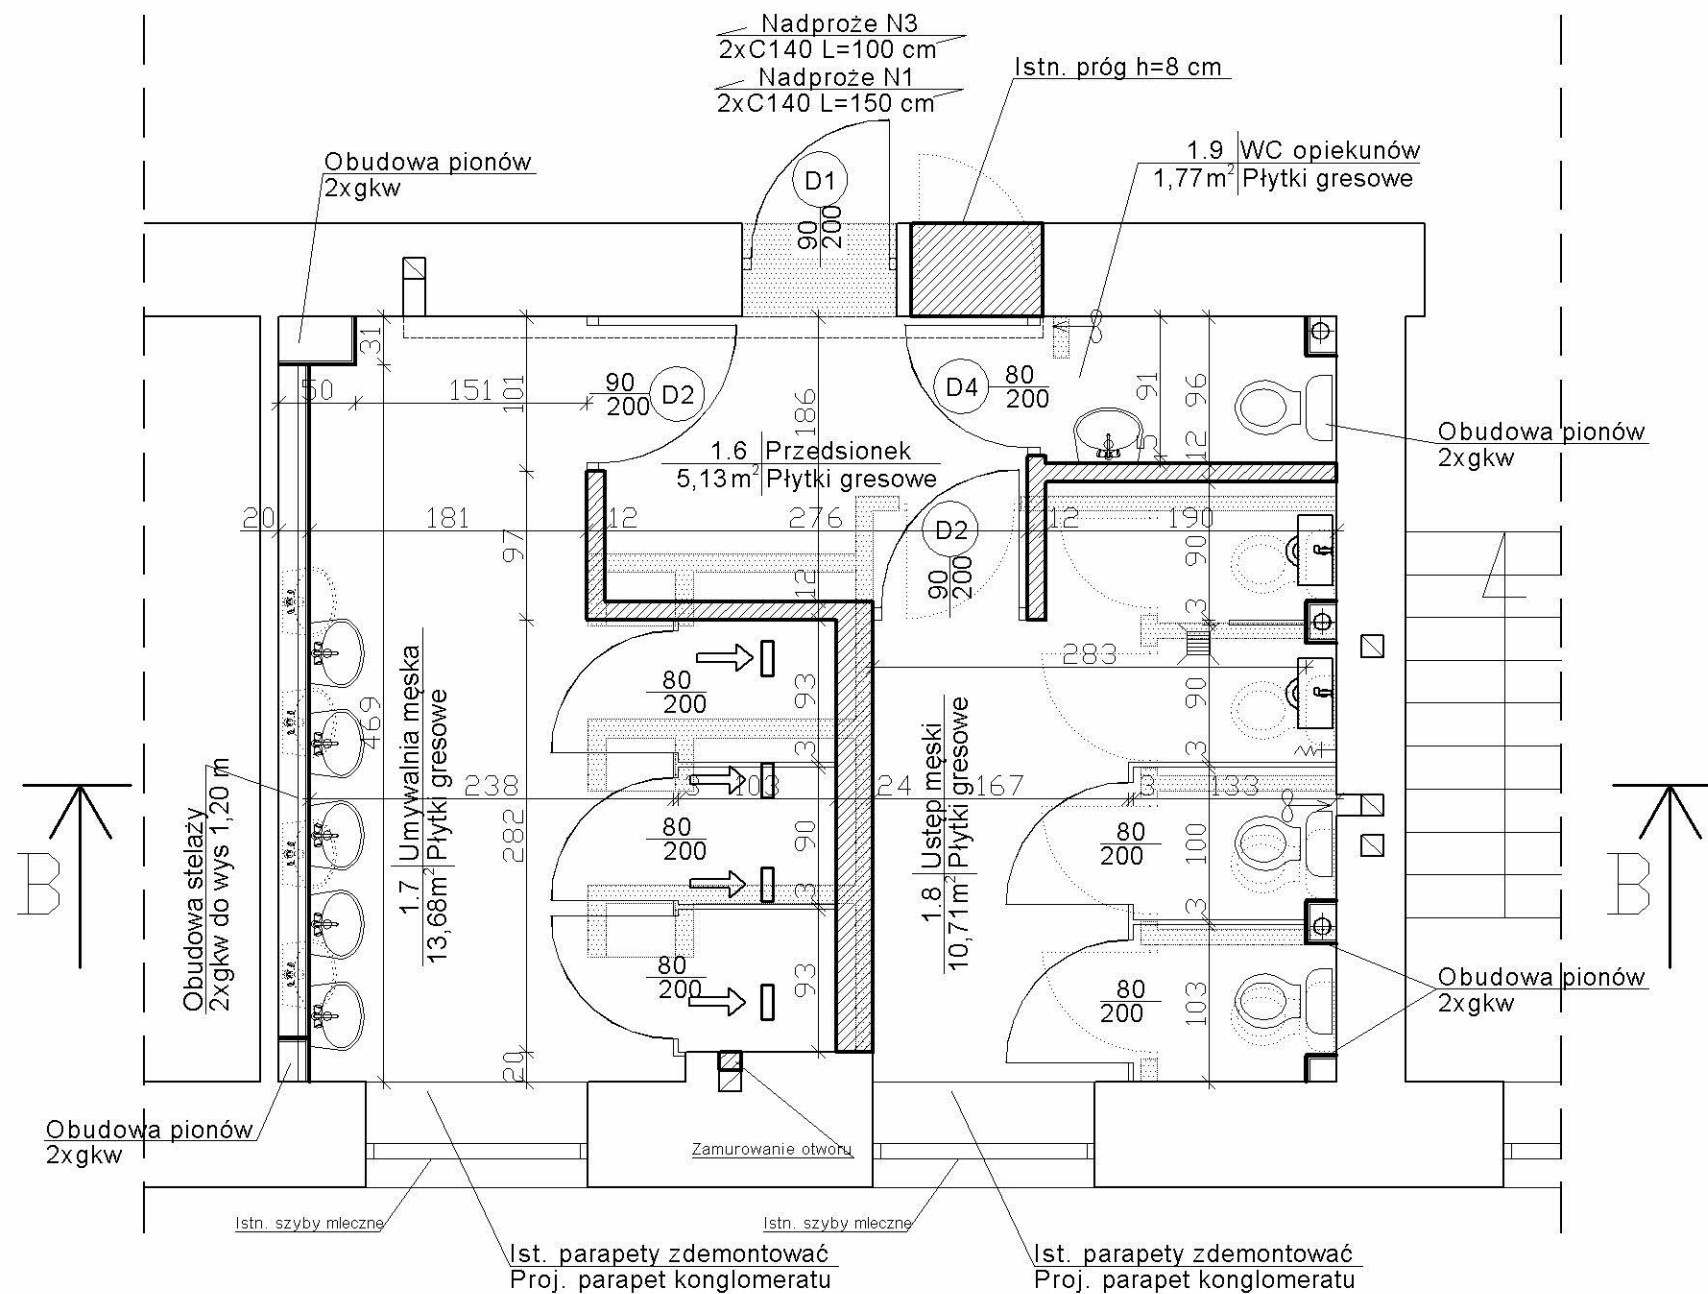 Nadproże N3
2xC140 L=100 cm
Nadproże N1
2xC140 L=150 cm
Istn. próg h=8 cm
Obudowa pionów
2xgkw
D1
90
200
1.9 WC opiekunów
1,77m² Płytki gresowe
31
50
151
101
90
200
D2
186
D4
80
200
91
96
12
Obudowa pionów
2xgkw
1.6 Przedsionek
5,13m² Płytki gresowe
20
181
12
276
12
190
97
D2
90
200
90
12
3
283
80
200
93
90
469
1.7 Umywalnia męska
13,68m² Płytki gresowe
1.8 Ustęp męski
10,71m² Płytki gresowe
3
3
238
3
103
24
167
3
133
Obudowa stelaży
2xgkw do wys 1,20 m
282
80
200
90
80
200
100
B
B
3
3
80
200
93
80
200
103
Obudowa pionów
2xgkw
20
Obudowa pionów
2xgkw
Zamurowanie otworu
Istn. szyby mleczne
Istn. szyby mleczne
Ist. parapety zdemontować
Proj. parapet konglomeratu
Ist. parapety zdemontować
Proj. parapet konglomeratu